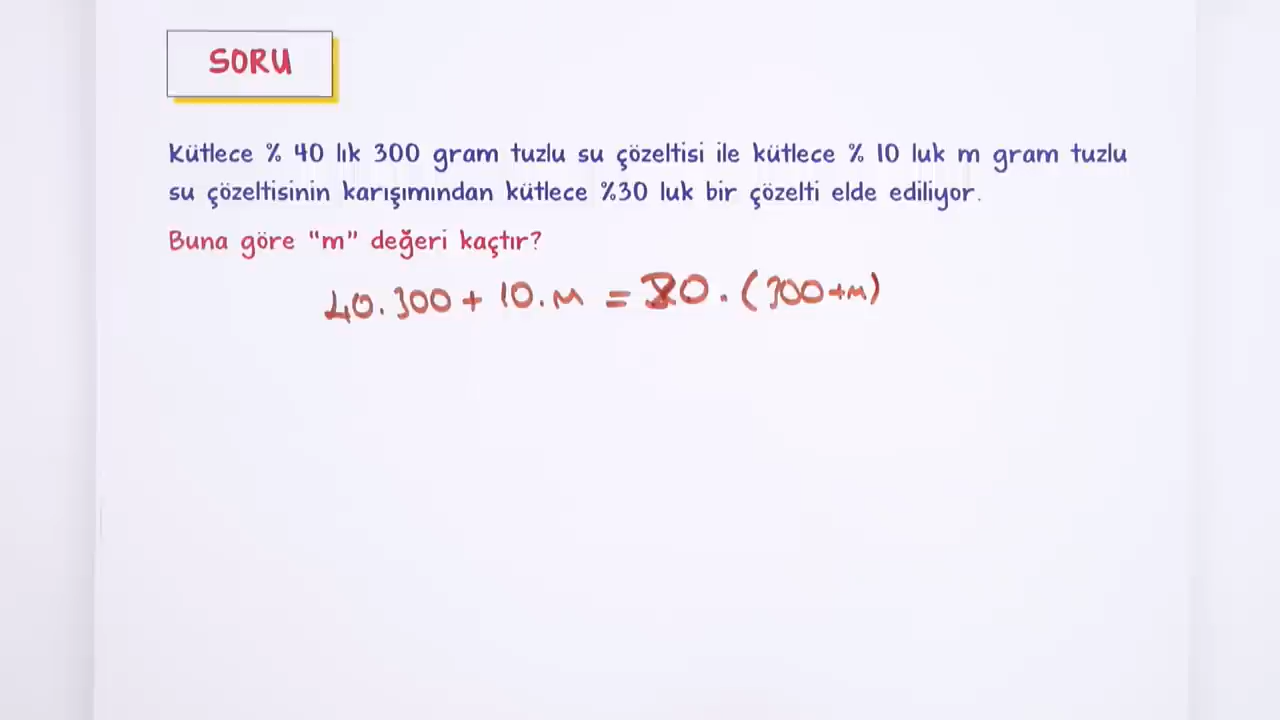 SORU
Kütlece % 40 lık 300 gram tuzlu su çözeltisi ile kütlece % 10 luk m gram tuzlu
su çözeltisinin karışımından kütlece %30 luk bir çözelti elde ediliyor.
Buna göre "m" değeri kaçtır?
40.300 + 10.m = 30.(300+m)